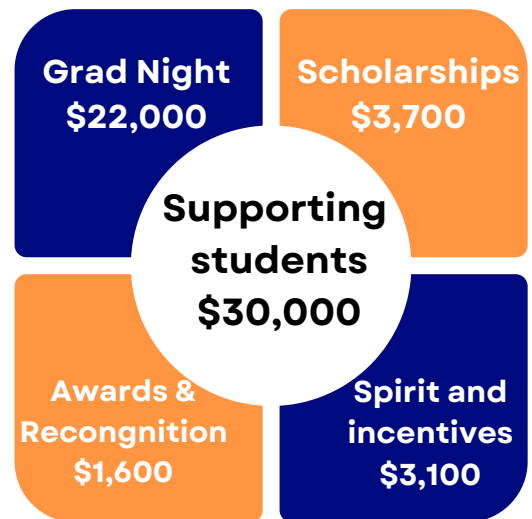 Grad Night
$22,000
Scholarships
$3,700
Supporting
students
$30,000
Awards &
Recongnition
$1,600
Spirit and
incentives
$3,100